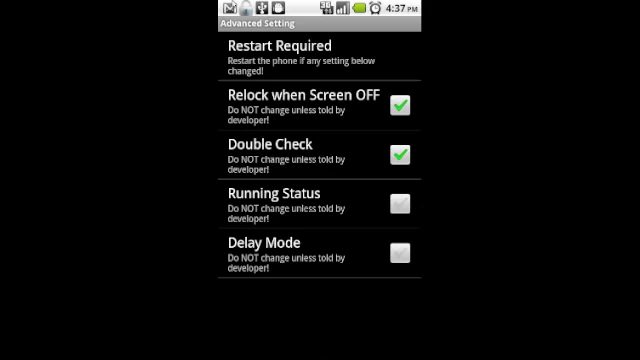 4:37 PM
Advanced Setting
Restart Required
Restart the phone if any setting below
changed!
Relock when Screen OFF
Do NOT change unless told by
developer!
Double Check
Do NOT change unless told by
developer!
Running Status
Do NOT change unless told by
developer!
Delay Mode
Do NOT change unless told by
developer!